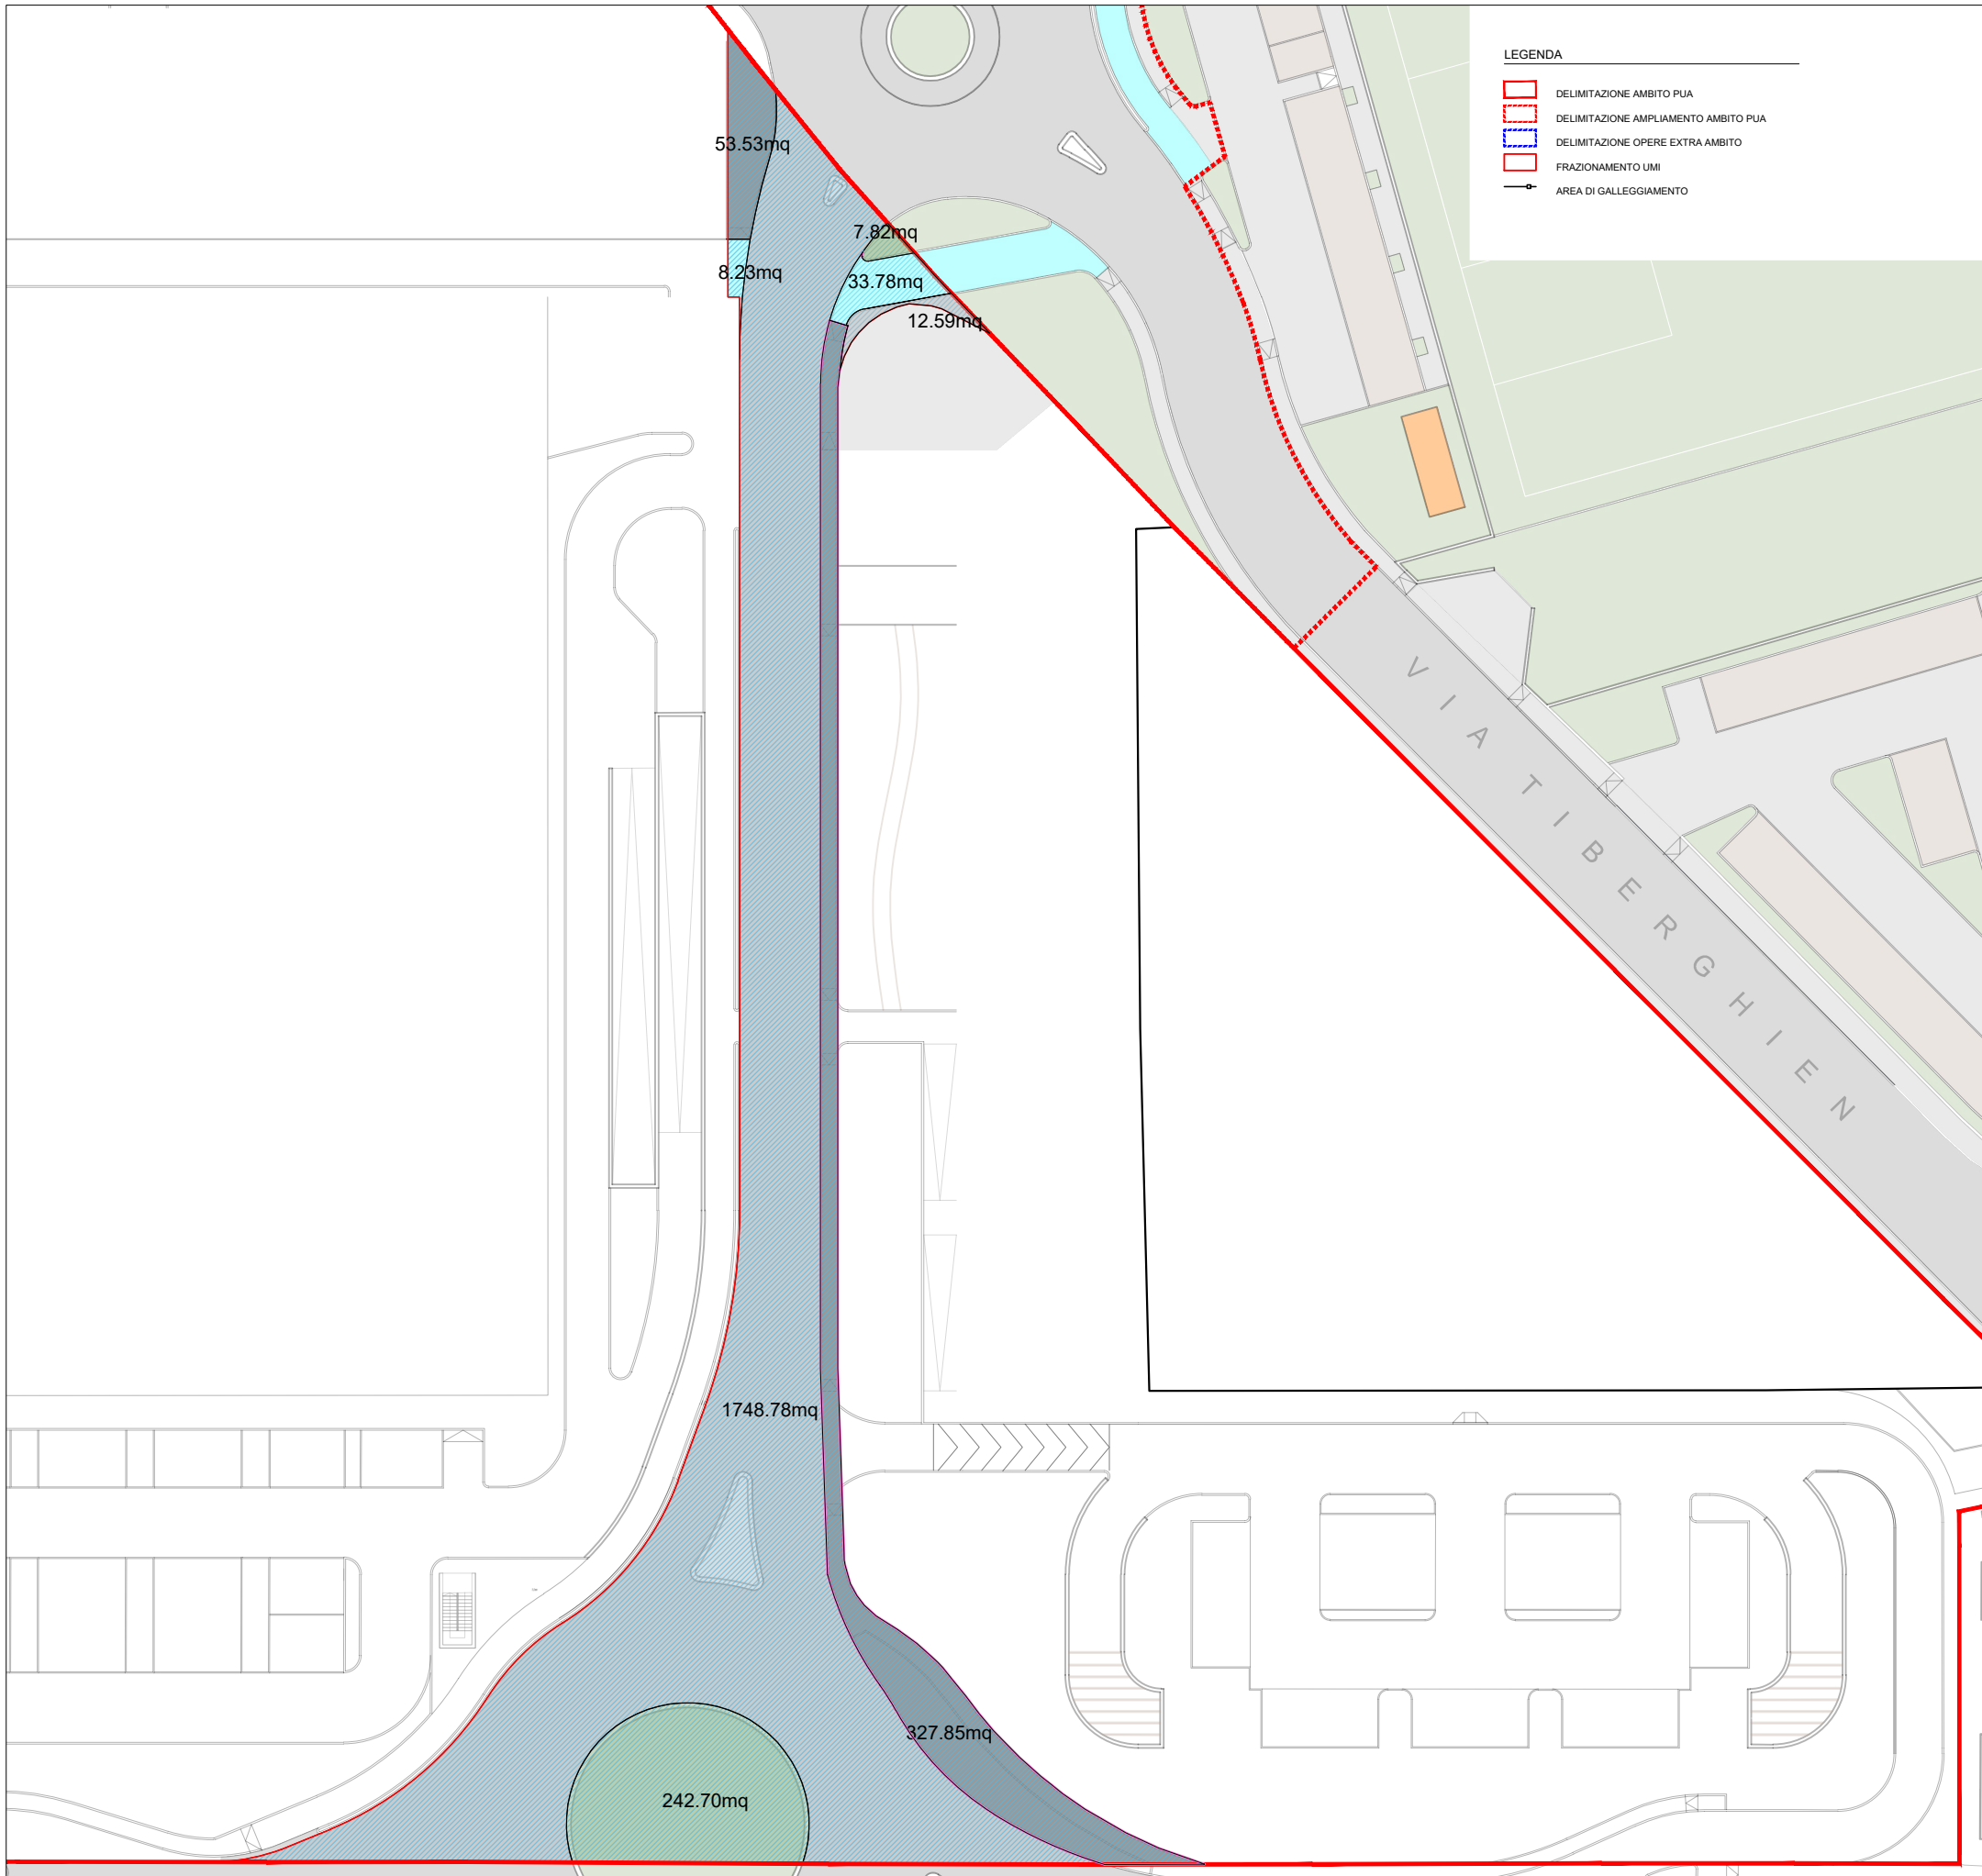 LEGENDA
DELIMITAZIONE AMBITO PUA
DELIMITAZIONE AMPLIAMENTO AMBITO PUA
DELIMITAZIONE OPERE EXTRA AMBITO
FRAZIONAMENTO UMI
AREA DI GALLEGGIAMENTO
53.53mq
7.82mq
8.23mq
33.78mq
12.59mq
VIA TIBERGHIEN
1748.78mq
327.85mq
242.70mq